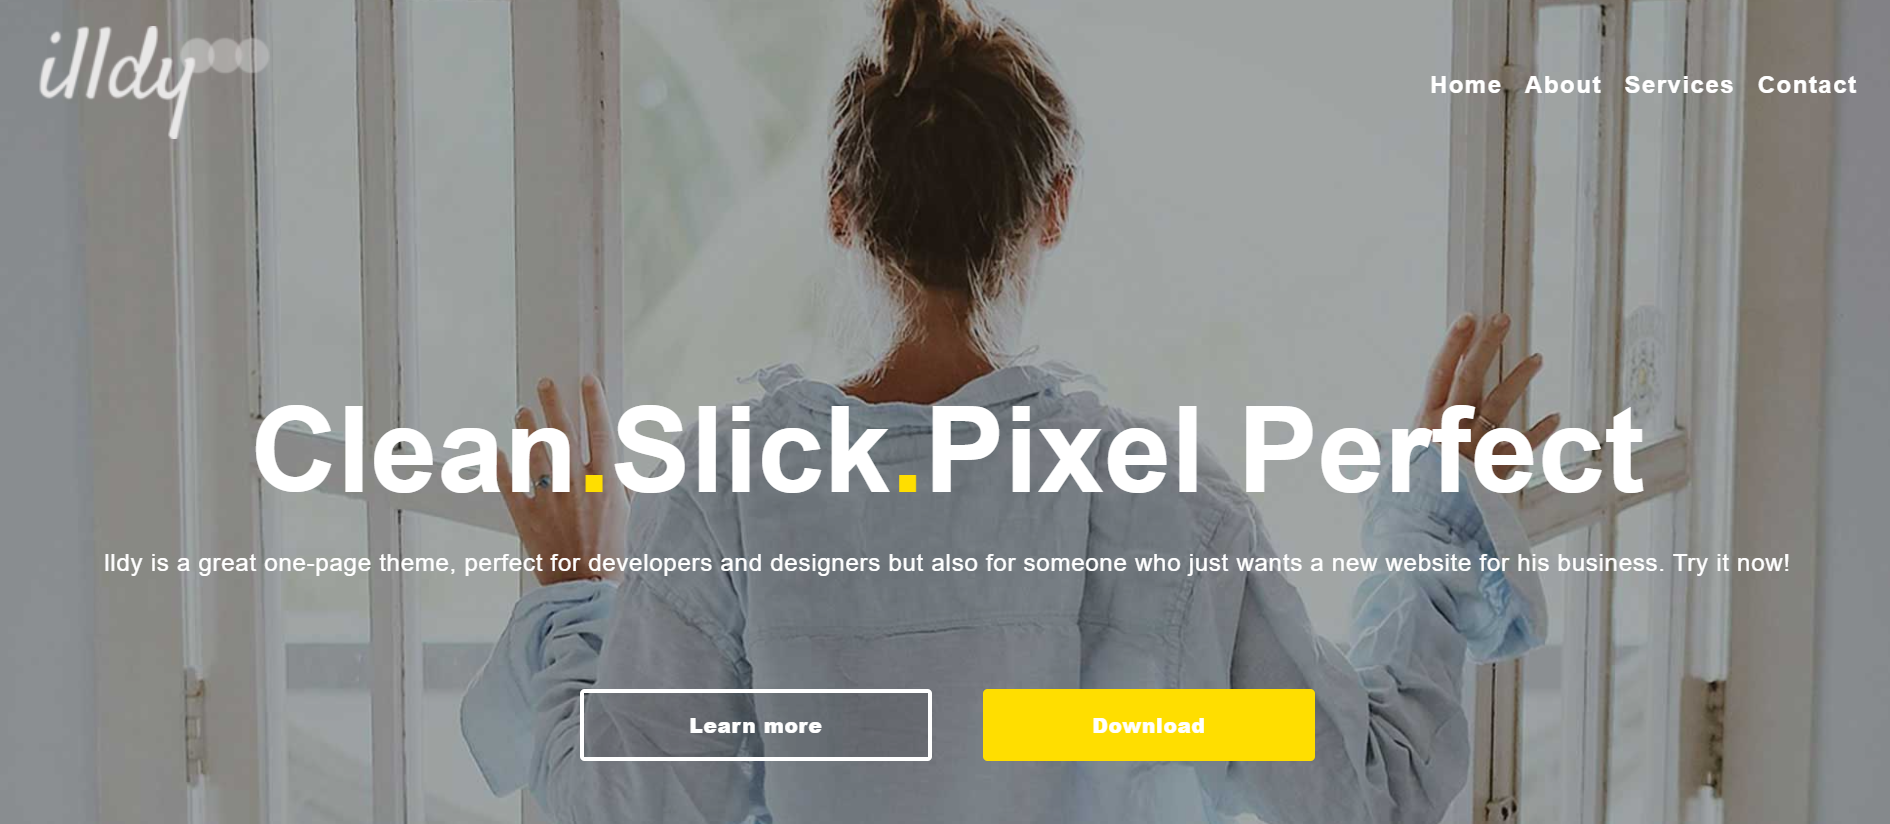 illdy
Home About Services Contact
Clean.Slick.Pixel Perfect
lldy is a great one-page theme, perfect for developers and designers but also for someone who just wants a new website for his business. Try it now!
Learn more
Download